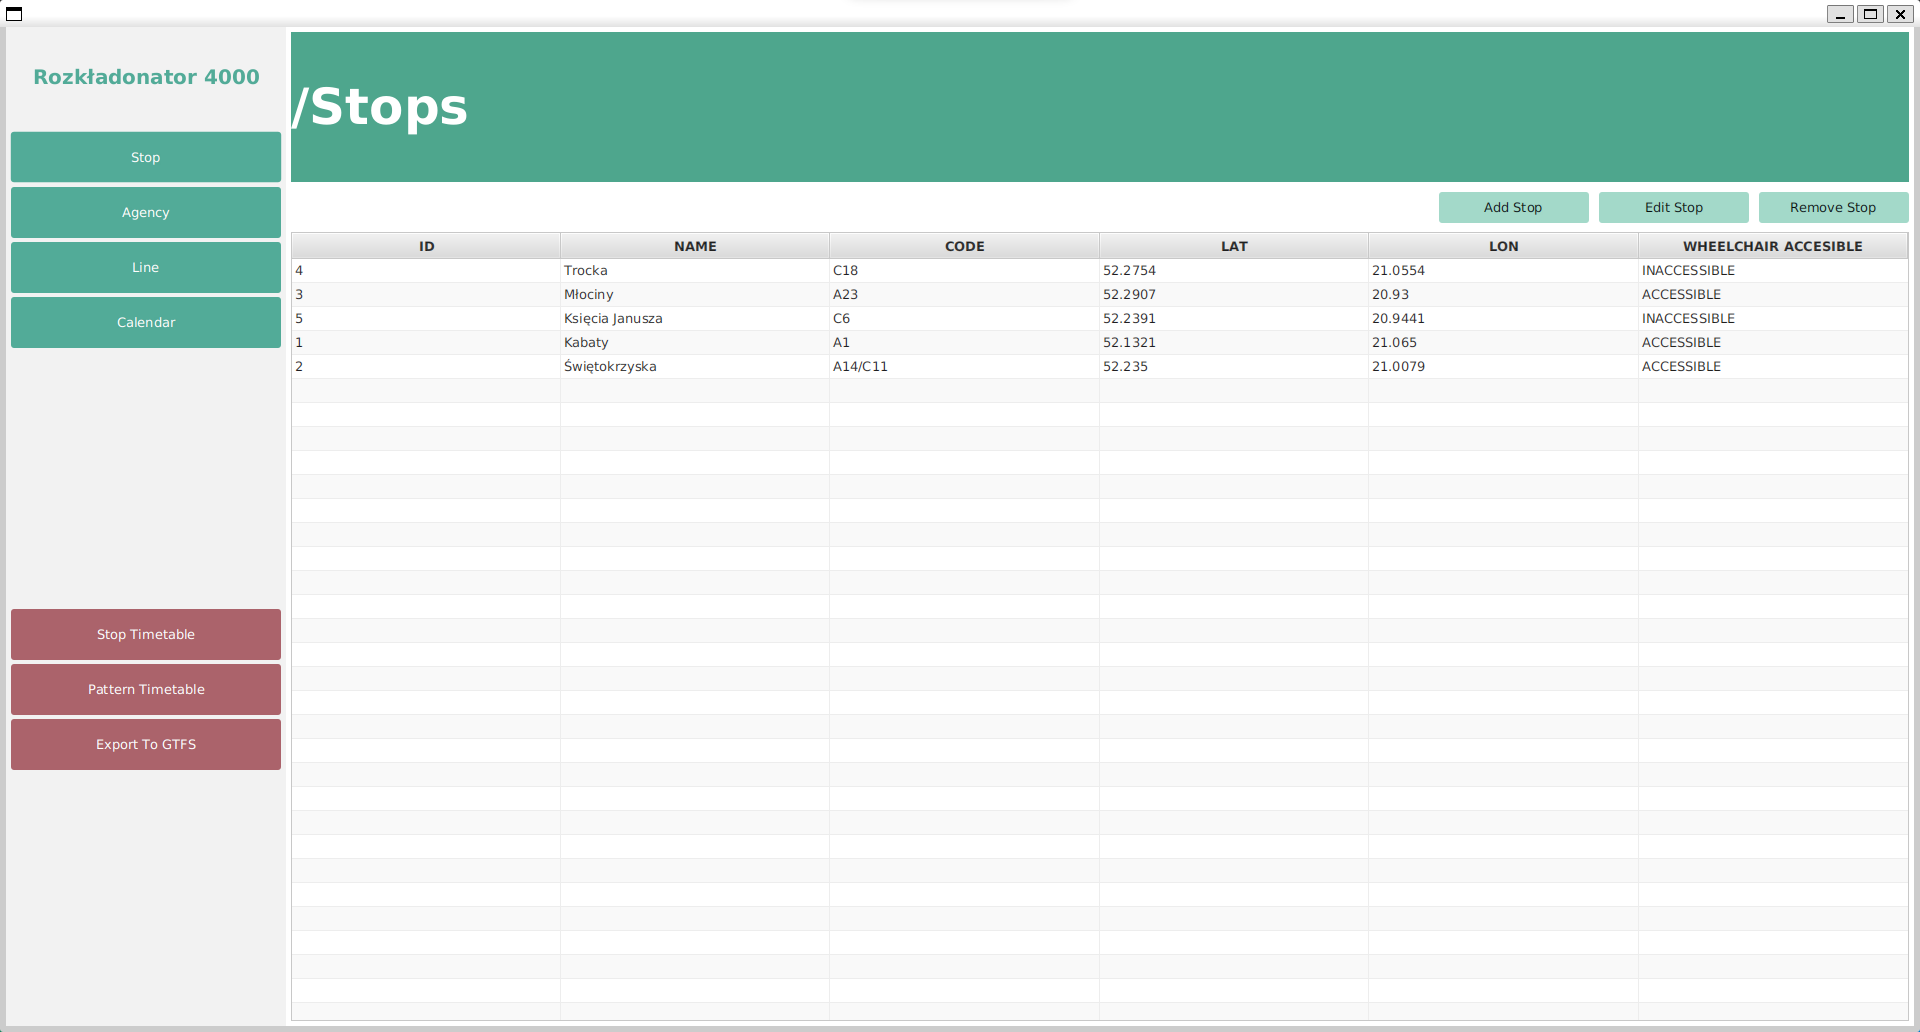 Rozkładonator 4000
Stop
Agency
Line
Calendar
Stop Timetable
Pattern Timetable
Export To GTFS
/Stops
Add Stop Edit Stop Remove Stop
ID NAME CODE LAT LON WHEELCHAIR ACCESIBLE
4 Trocka C18 52.2754 21.0554 INACCESSIBLE
3 Młociny A23 52.2907 20.93 ACCESSIBLE
5 Księcia Janusza C6 52.2391 20.9441 INACCESSIBLE
1 Kabaty A1 52.1321 21.065 ACCESSIBLE
2 Świętokrzyska A14/C11 52.235 21.0079 ACCESSIBLE